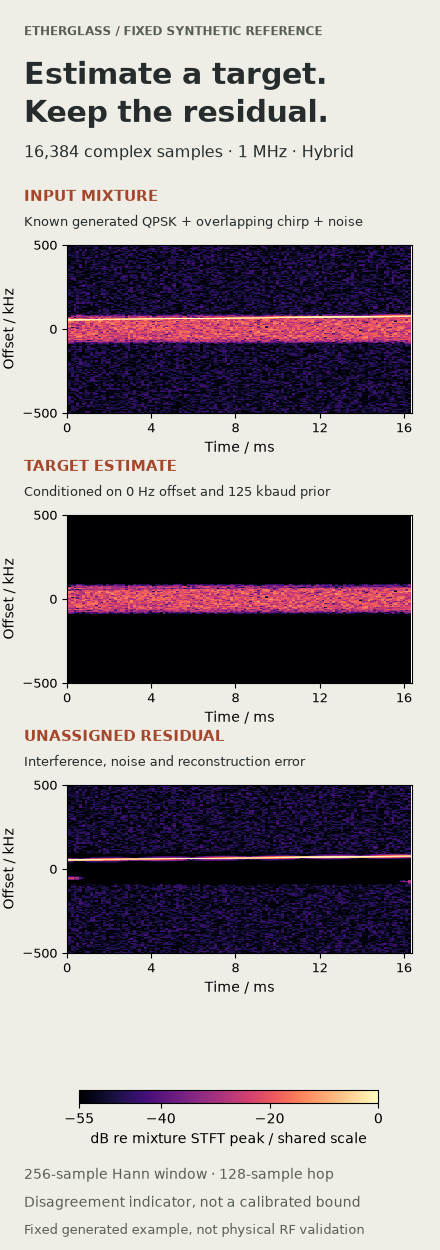 ETHERGLASS / FIXED SYNTHETIC REFERENCE
Estimate a target.
Keep the residual.
16,384 complex samples · 1 MHz · Hybrid
INPUT MIXTURE
Known generated QPSK + overlapping chirp + noise
500
0
−500
Offset / kHz
0 4 8 12 16
Time / ms
TARGET ESTIMATE
Conditioned on 0 Hz offset and 125 kbaud prior
500
0
−500
Offset / kHz
0 4 8 12 16
Time / ms
UNASSIGNED RESIDUAL
Interference, noise and reconstruction error
500
0
−500
Offset / kHz
0 4 8 12 16
Time / ms
−55 −40 −20 0
dB re mixture STFT peak / shared scale
256-sample Hann window · 128-sample hop
Disagreement indicator, not a calibrated bound
Fixed generated example, not physical RF validation